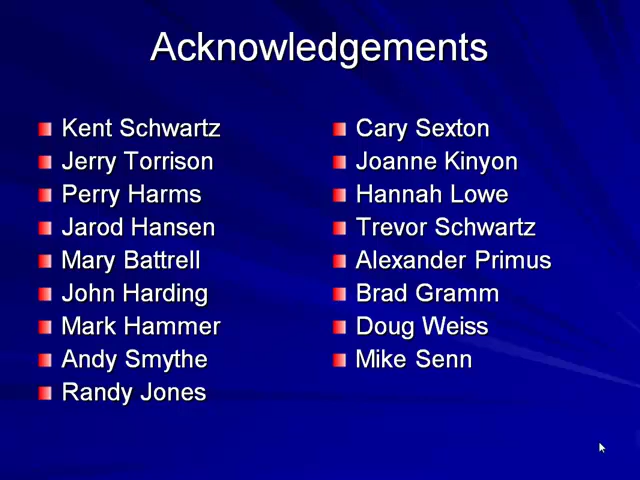 Acknowledgements
Kent Schwartz
Jerry Torrison
Perry Harms
Jarod Hansen
Mary Battrell
John Harding
Mark Hammer
Andy Smythe
Randy Jones
Cary Sexton
Joanne Kinyon
Hannah Lowe
Trevor Schwartz
Alexander Primus
Brad Gramm
Doug Weiss
Mike Senn